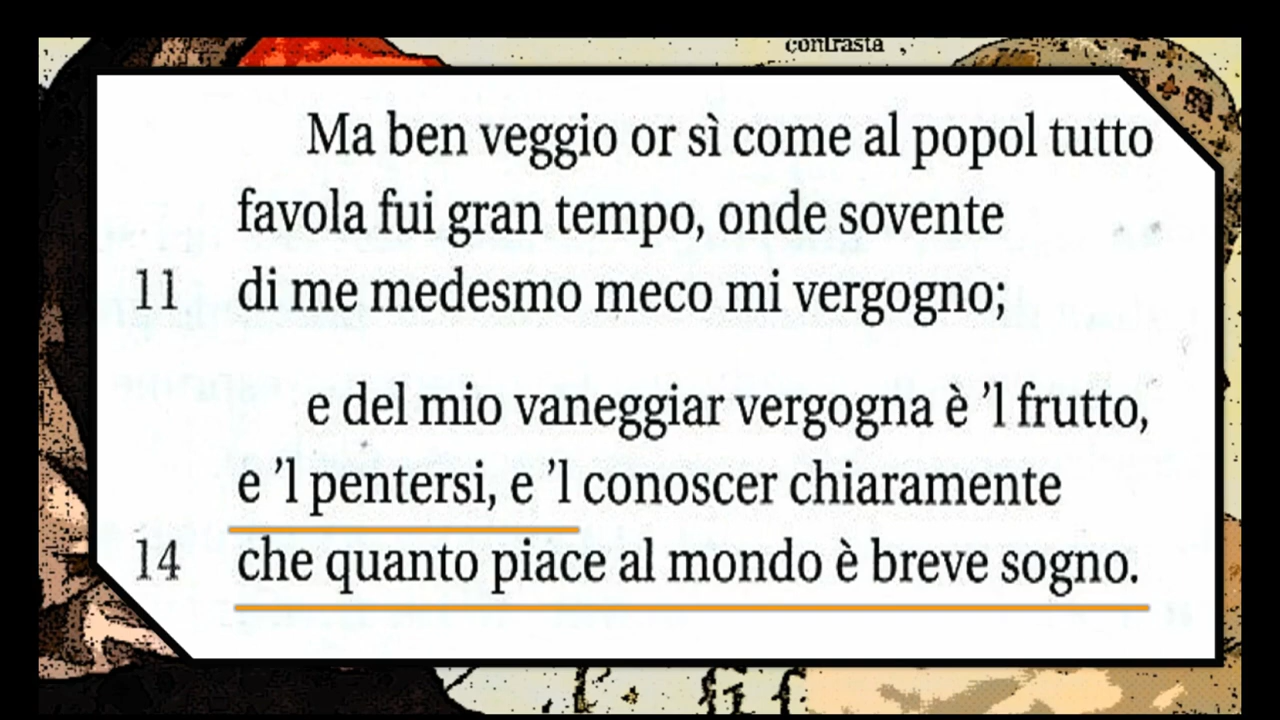 contrasta ,
Ma ben veggio or sì come al popol tutto
favola fui gran tempo, onde sovente
11 di me medesmo meco mi vergogno;
e del mio vaneggiar vergogna è ’l frutto,
e ’l pentersi, e ’l conoscer chiaramente
14 che quanto piace al mondo è breve sogno.